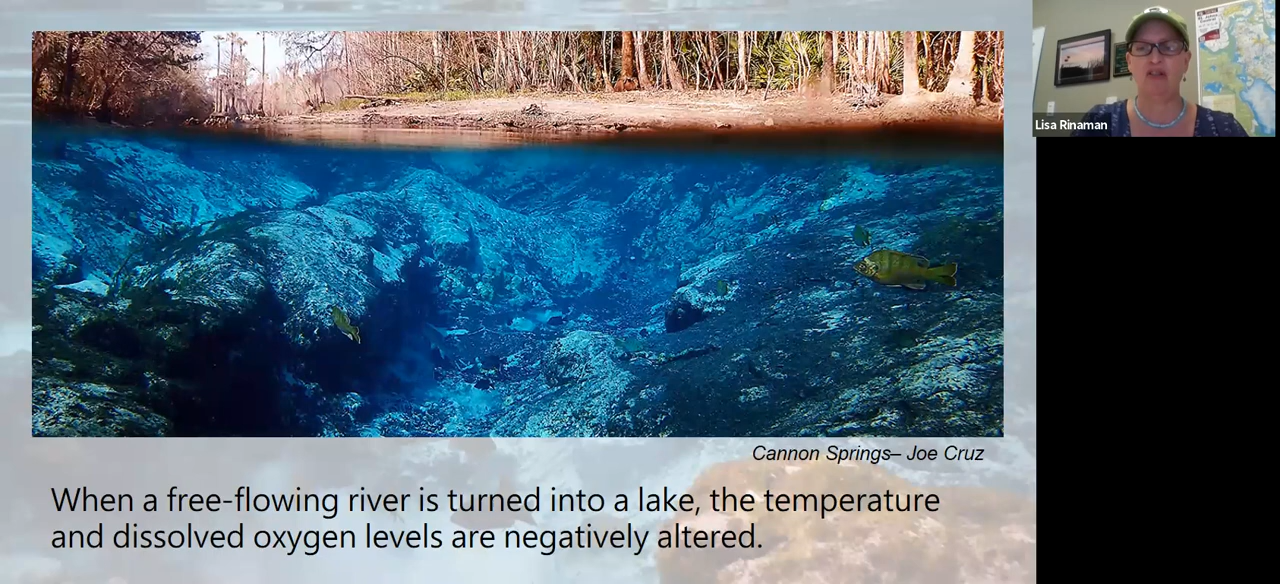 Lisa Rinaman
Cannon Springs– Joe Cruz
When a free-flowing river is turned into a lake, the temperature
and dissolved oxygen levels are negatively altered.